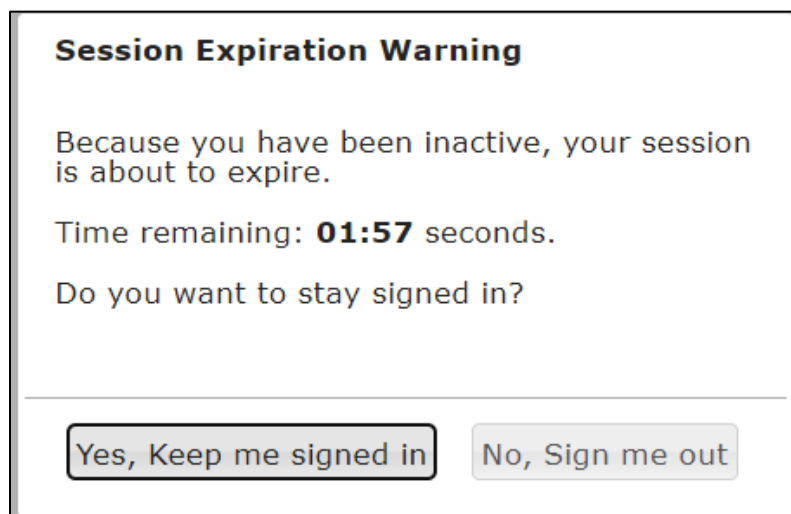 Session Expiration Warning
Because you have been inactive, your session
is about to expire.
Time remaining: 01:57 seconds.
Do you want to stay signed in?
Yes, Keep me signed in
No, Sign me out